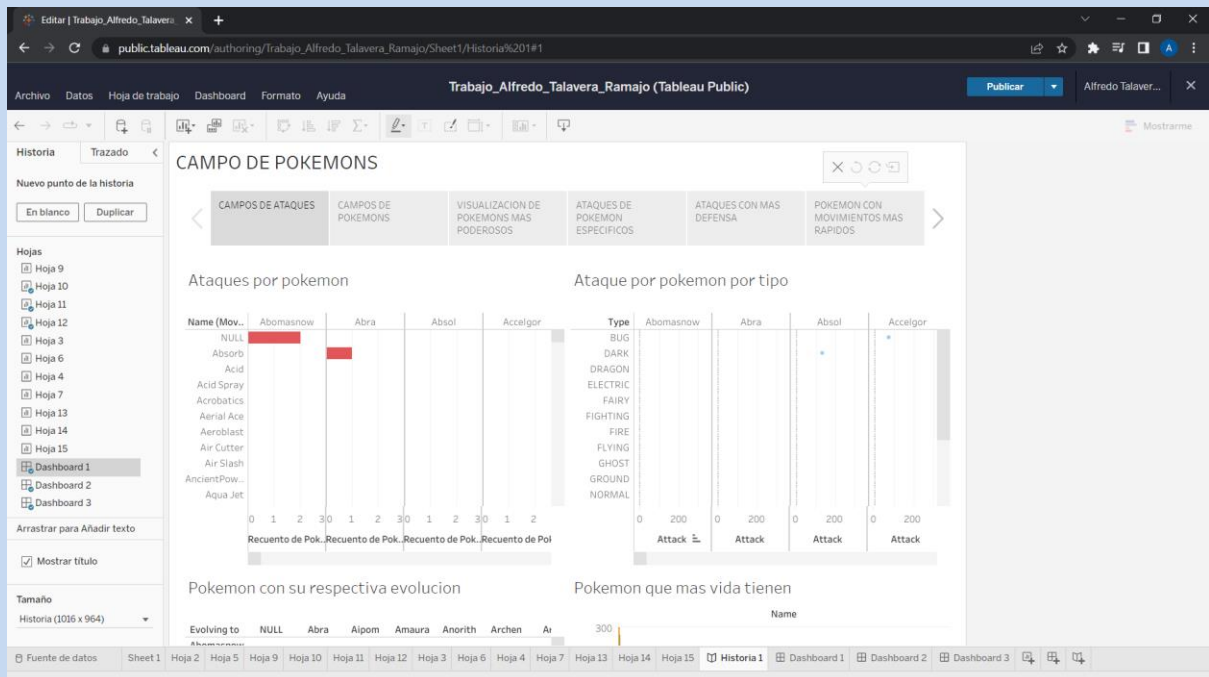 Editar | Trabajo_Alfredo_Talavera_
public.tableau.com/authoring/Trabajo_Alfredo_Talavera_Ramajo/Sheet1/Historia%201#1
A
Archivo Datos Hoja de trabajo Dashboard Formato Ayuda
Trabajo_Alfredo_Talavera_Ramajo (Tableau Public)
Publicar
Alfredo Talaver...
Mostrarme
Historia Trazado
Nuevo punto de la historia
En blanco Duplicar
Hojas
Hoja 9
Hoja 10
Hoja 11
Hoja 12
Hoja 3
Hoja 6
Hoja 4
Hoja 7
Hoja 13
Hoja 14
Hoja 15
Dashboard 1
Dashboard 2
Dashboard 3
Arrastrar para Añadir texto
Mostrar título
Tamaño
Historia (1016 x 964)
CAMPO DE POKEMONS
CAMPOS DE ATAQUES
CAMPOS DE
POKEMONS
VISUALIZACION DE
POKEMONS MAS
PODEROSOS
ATAQUES DE
POKEMON
ESPECIFICOS
ATAQUES CON MAS
DEFENSA
POKEMON CON
MOVIMIENTOS MAS
RAPIDOS
Ataques por pokemon
Name (Mov.. Abomasnow Abra Absol Accelgor
NULL
Absorb
Acid
Acid Spray
Acrobatics
Aerial Ace
Aeroblast
Air Cutter
Air Slash
AncientPow..
Aqua Jet
0 1 2 3 0 1 2 3 0 1 2 3 0 1 2
Recuento de Pok.. Recuento de Pok.. Recuento de Pok.. Recuento de Pok
Ataque por pokemon por tipo
Type Abomasnow Abra Absol Accelgor
BUG
DARK
DRAGON
ELECTRIC
FAIRY
FIGHTING
FIRE
FLYING
GHOST
GROUND
NORMAL
0 200 0 200 0 200 0 200
Attack Attack Attack Attack
Pokemon con su respectiva evolucion
Evolving to NULL Abra Aipom Amaura Anorith Archen
Abomasnow
Pokemon que mas vida tienen
Name
300
Fuente de datos Sheet 1 Hoja 2 Hoja 5 Hoja 9 Hoja 10 Hoja 11 Hoja 12 Hoja 3 Hoja 6 Hoja 4 Hoja 7 Hoja 13 Hoja 14 Hoja 15 Historia 1 Dashboard 1 Dashboard 2 Dashboard 3